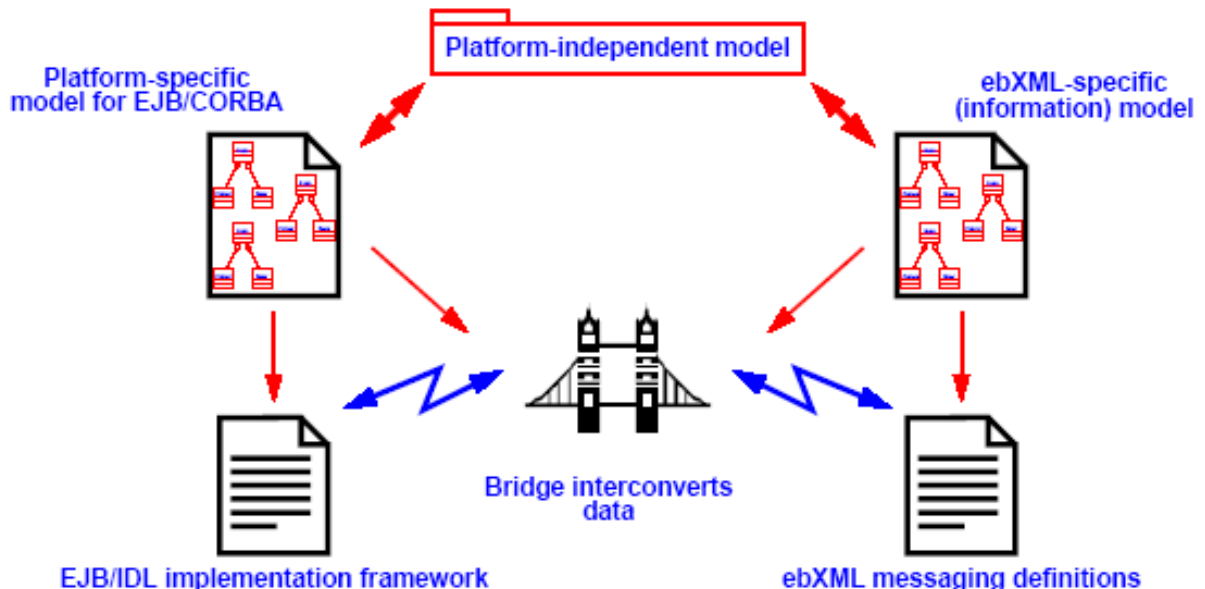 Platform-independent model
Platform-specific
model for EJB/CORBA
ebXML-specific
(information) model
Bridge interconverts
data
EJB/IDL implementation framework
ebXML messaging definitions